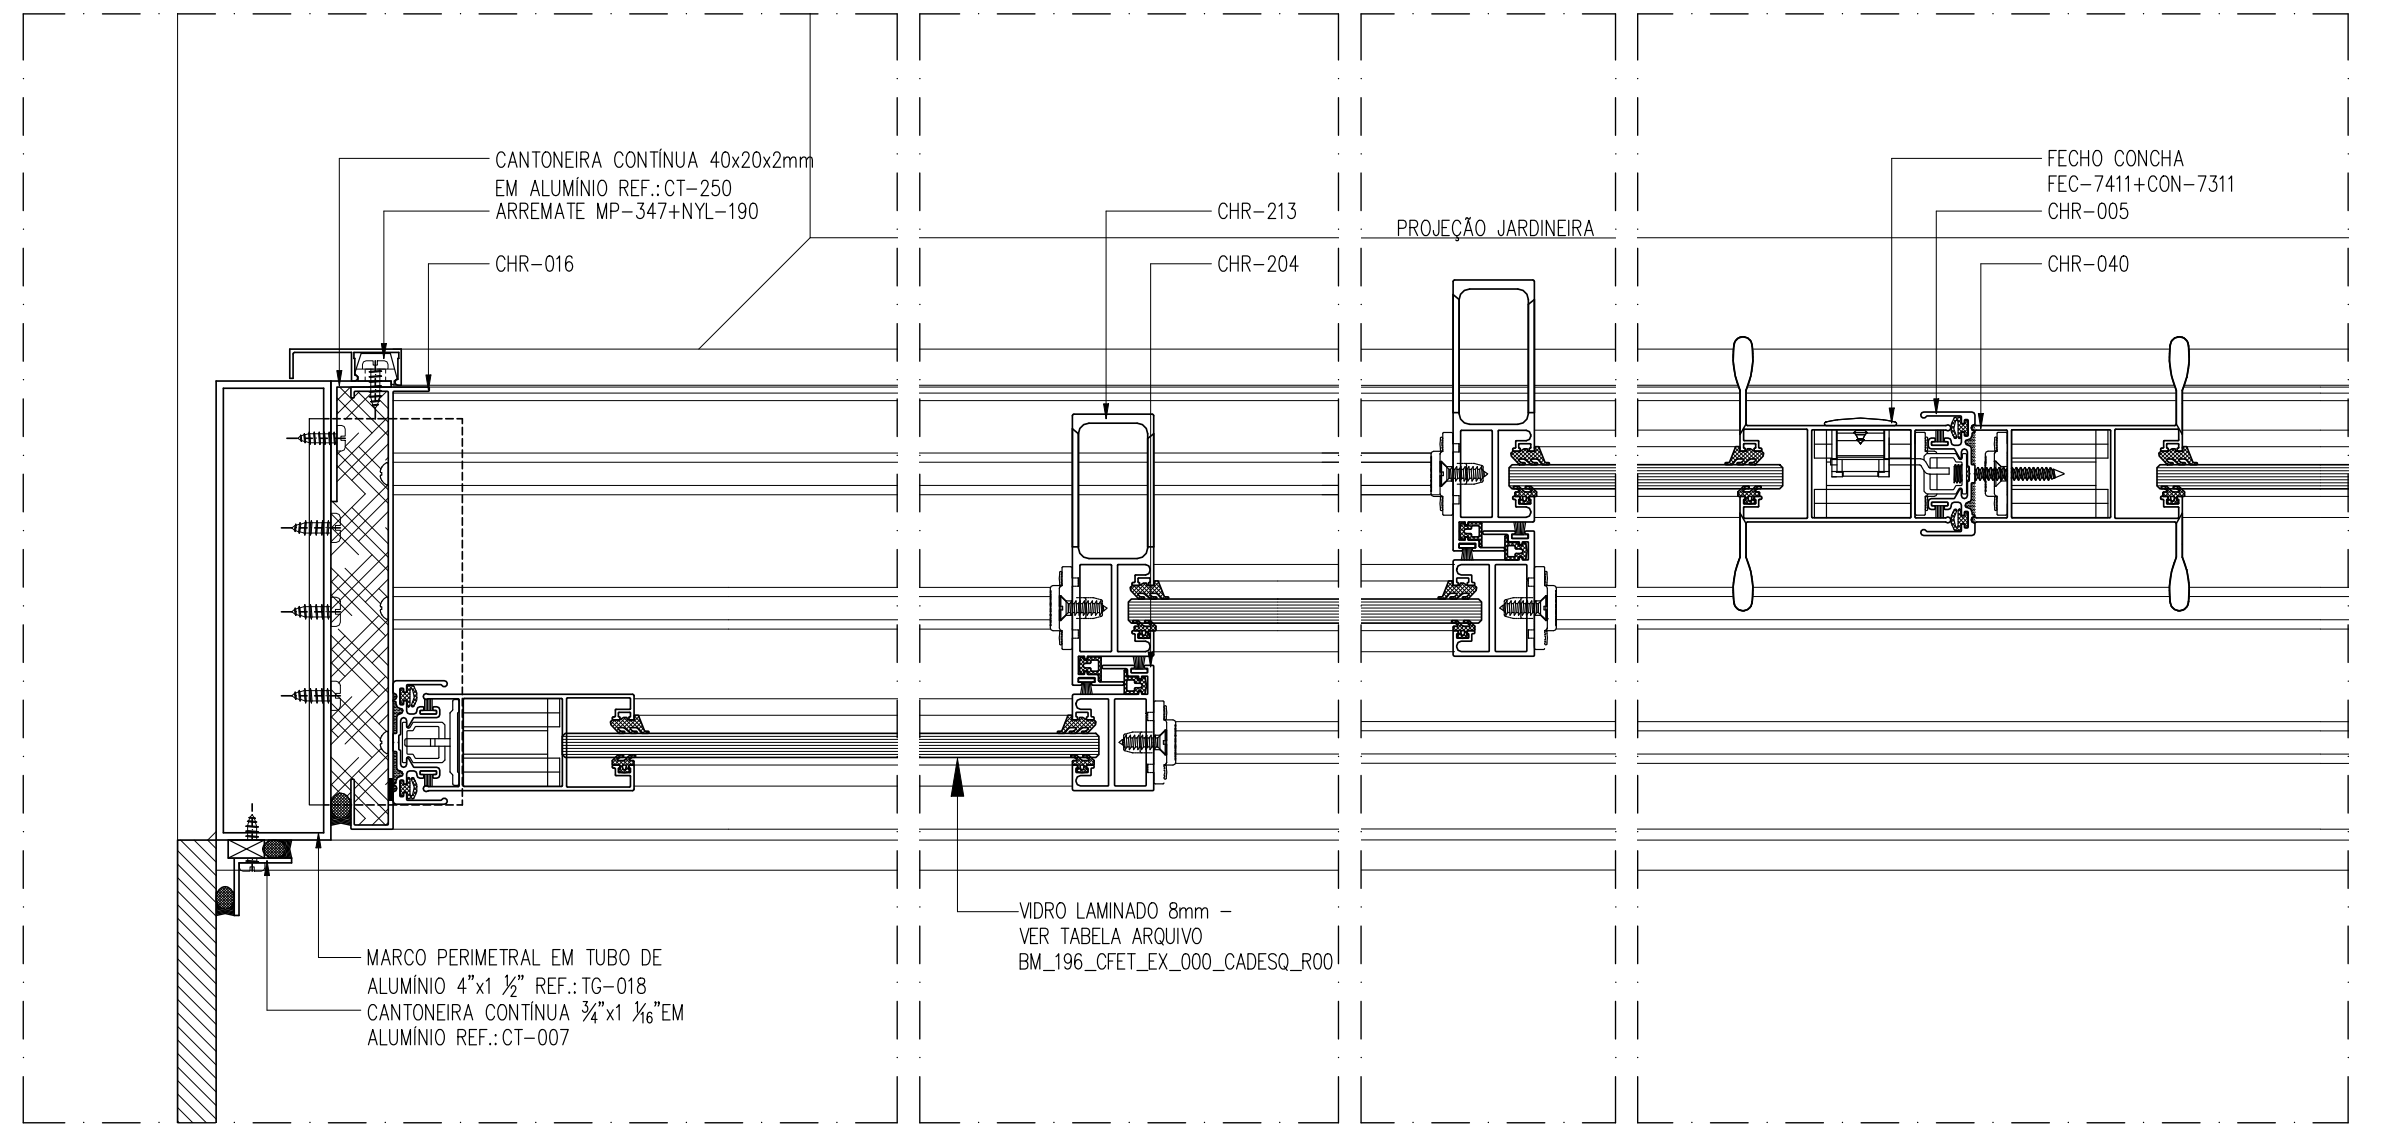 CANTONEIRA CONTÍNUA 40x20x2mm
EM ALUMÍNIO REF.:CT-250
ARREMATE MP-347+NYL-190
CHR-016
CHR-213
CHR-204
PROJEÇÃO JARDINEIRA
FECHO CONCHA
FEC-7411+CON-7311
CHR-005
CHR-040
VIDRO LAMINADO 8mm -
VER TABELA ARQUIVO
BM_196_CFET_EX_000_CADESQ_R00
MARCO PERIMETRAL EM TUBO DE
ALUMÍNIO 4"x1 ½" REF.:TG-018
CANTONEIRA CONTÍNUA ¾"x1 1/16"EM
ALUMÍNIO REF.:CT-007